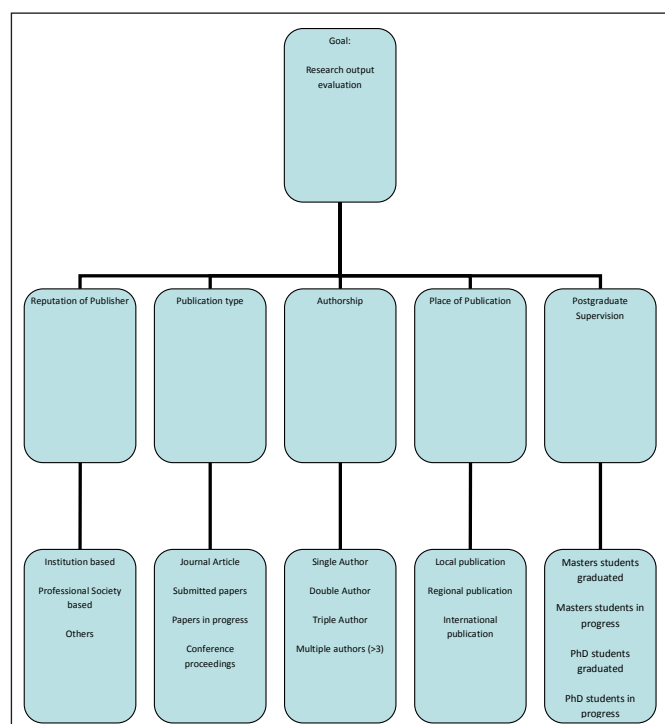 Goal:
Research output
evaluation
Reputation of Publisher
Publication type
Authorship
Place of Publication
Postgraduate
Supervision
Institution based
Professional Society
based
Others
Journal Article
Submitted papers
Papers in progress
Conference
proceedings
Single Author
Double Author
Triple Author
Multiple authors (>3)
Local publication
Regional publication
International
publication
Masters students
graduated
Masters students in
progress
PhD students
graduated
PhD students in
progress